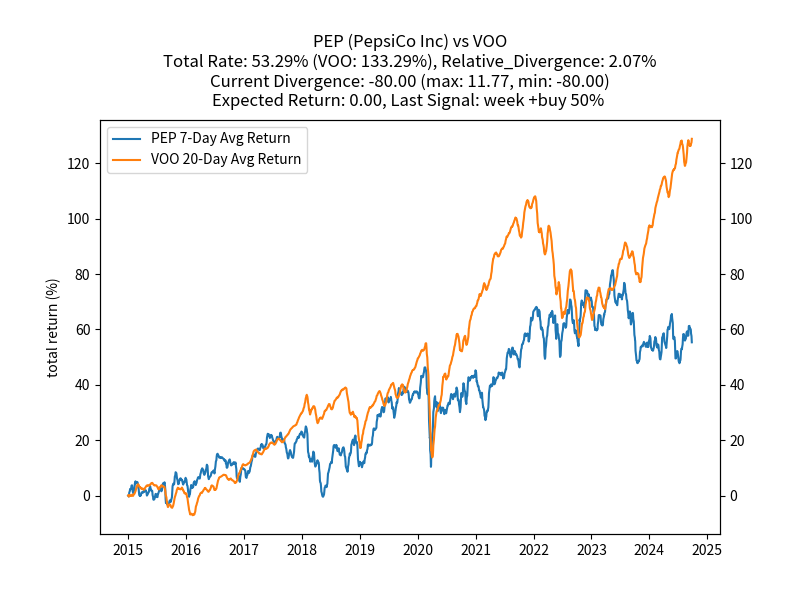 PEP (PepsiCo Inc) vs VOO
Total Rate: 53.29% (VOO: 133.29%), Relative_Divergence: 2.07%
Current Divergence: -80.00 (max: 11.77, min: -80.00)
Expected Return: 0.00, Last Signal: week +buy 50%
PEP 7-Day Avg Return
VOO 20-Day Avg Return
total return (%)
120 120
100 100
80 80
60 60
40 40
20 20
0 0
2015 2016 2017 2018 2019 2020 2021 2022 2023 2024 2025